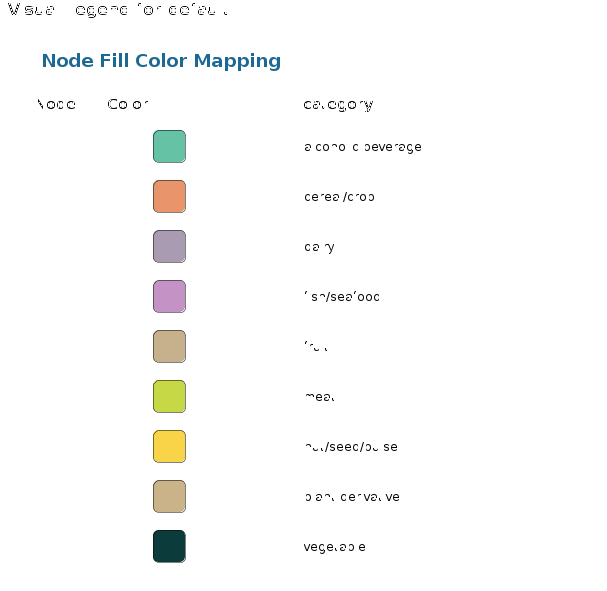 Visual Legend for default
Node Fill Color Mapping
Node Color category
alcoholic beverage
cereal/crop
dairy
fish/seafood
fruit
meat
nut/seed/pulse
plant derivative
vegetable